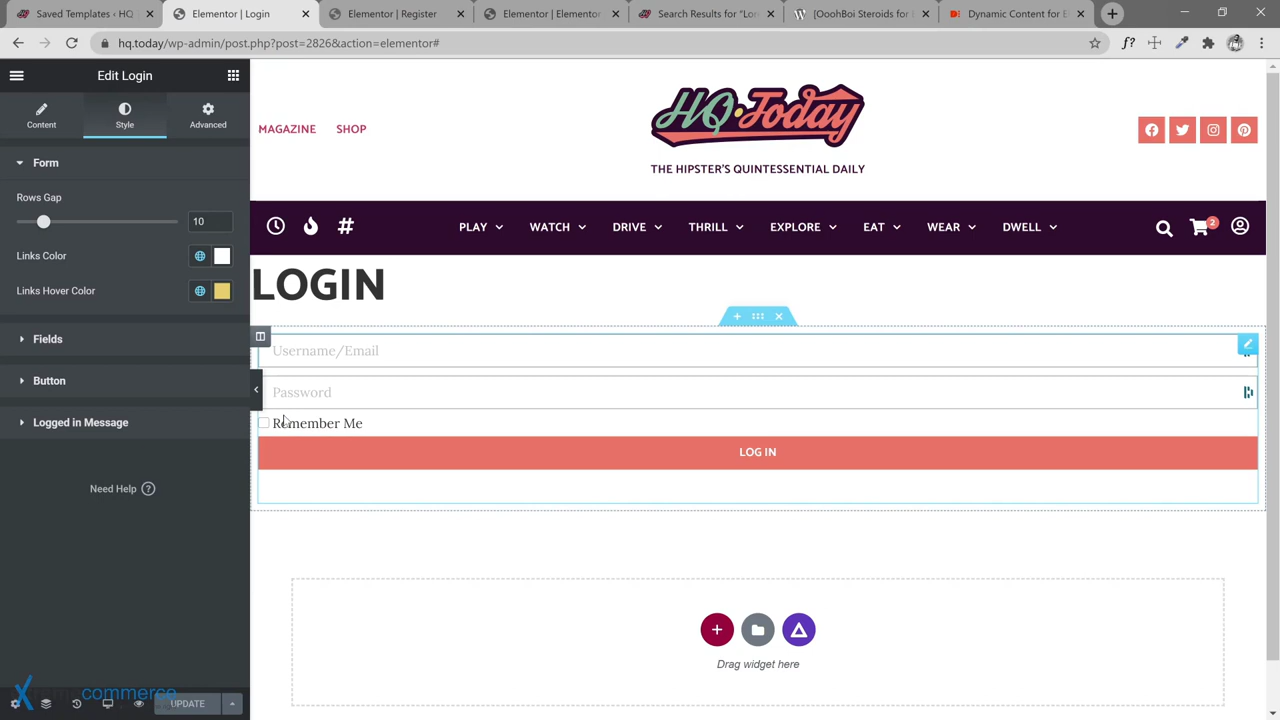 Saved Templates ‹ HQ
Elementor | Login
Elementor | Register
Elementor | Elementor
Search Results for "Lor
[OoohBoi Steroids for
Dynamic Content for E
hq.today/wp-admin/post.php?post=2826&action=elementor#
Edit Login
Content
Style
Advanced
Form
Rows Gap
10
Links Color
Links Hover Color
Fields
Button
Logged in Message
Need Help
UPDATE
commerce
MAGAZINE
SHOP
HQ Today
THE HIPSTER'S QUINTESSENTIAL DAILY
PLAY
WATCH
DRIVE
THRILL
EXPLORE
EAT
WEAR
DWELL
2
LOGIN
Username/Email
Password
Remember Me
LOG IN
Drag widget here